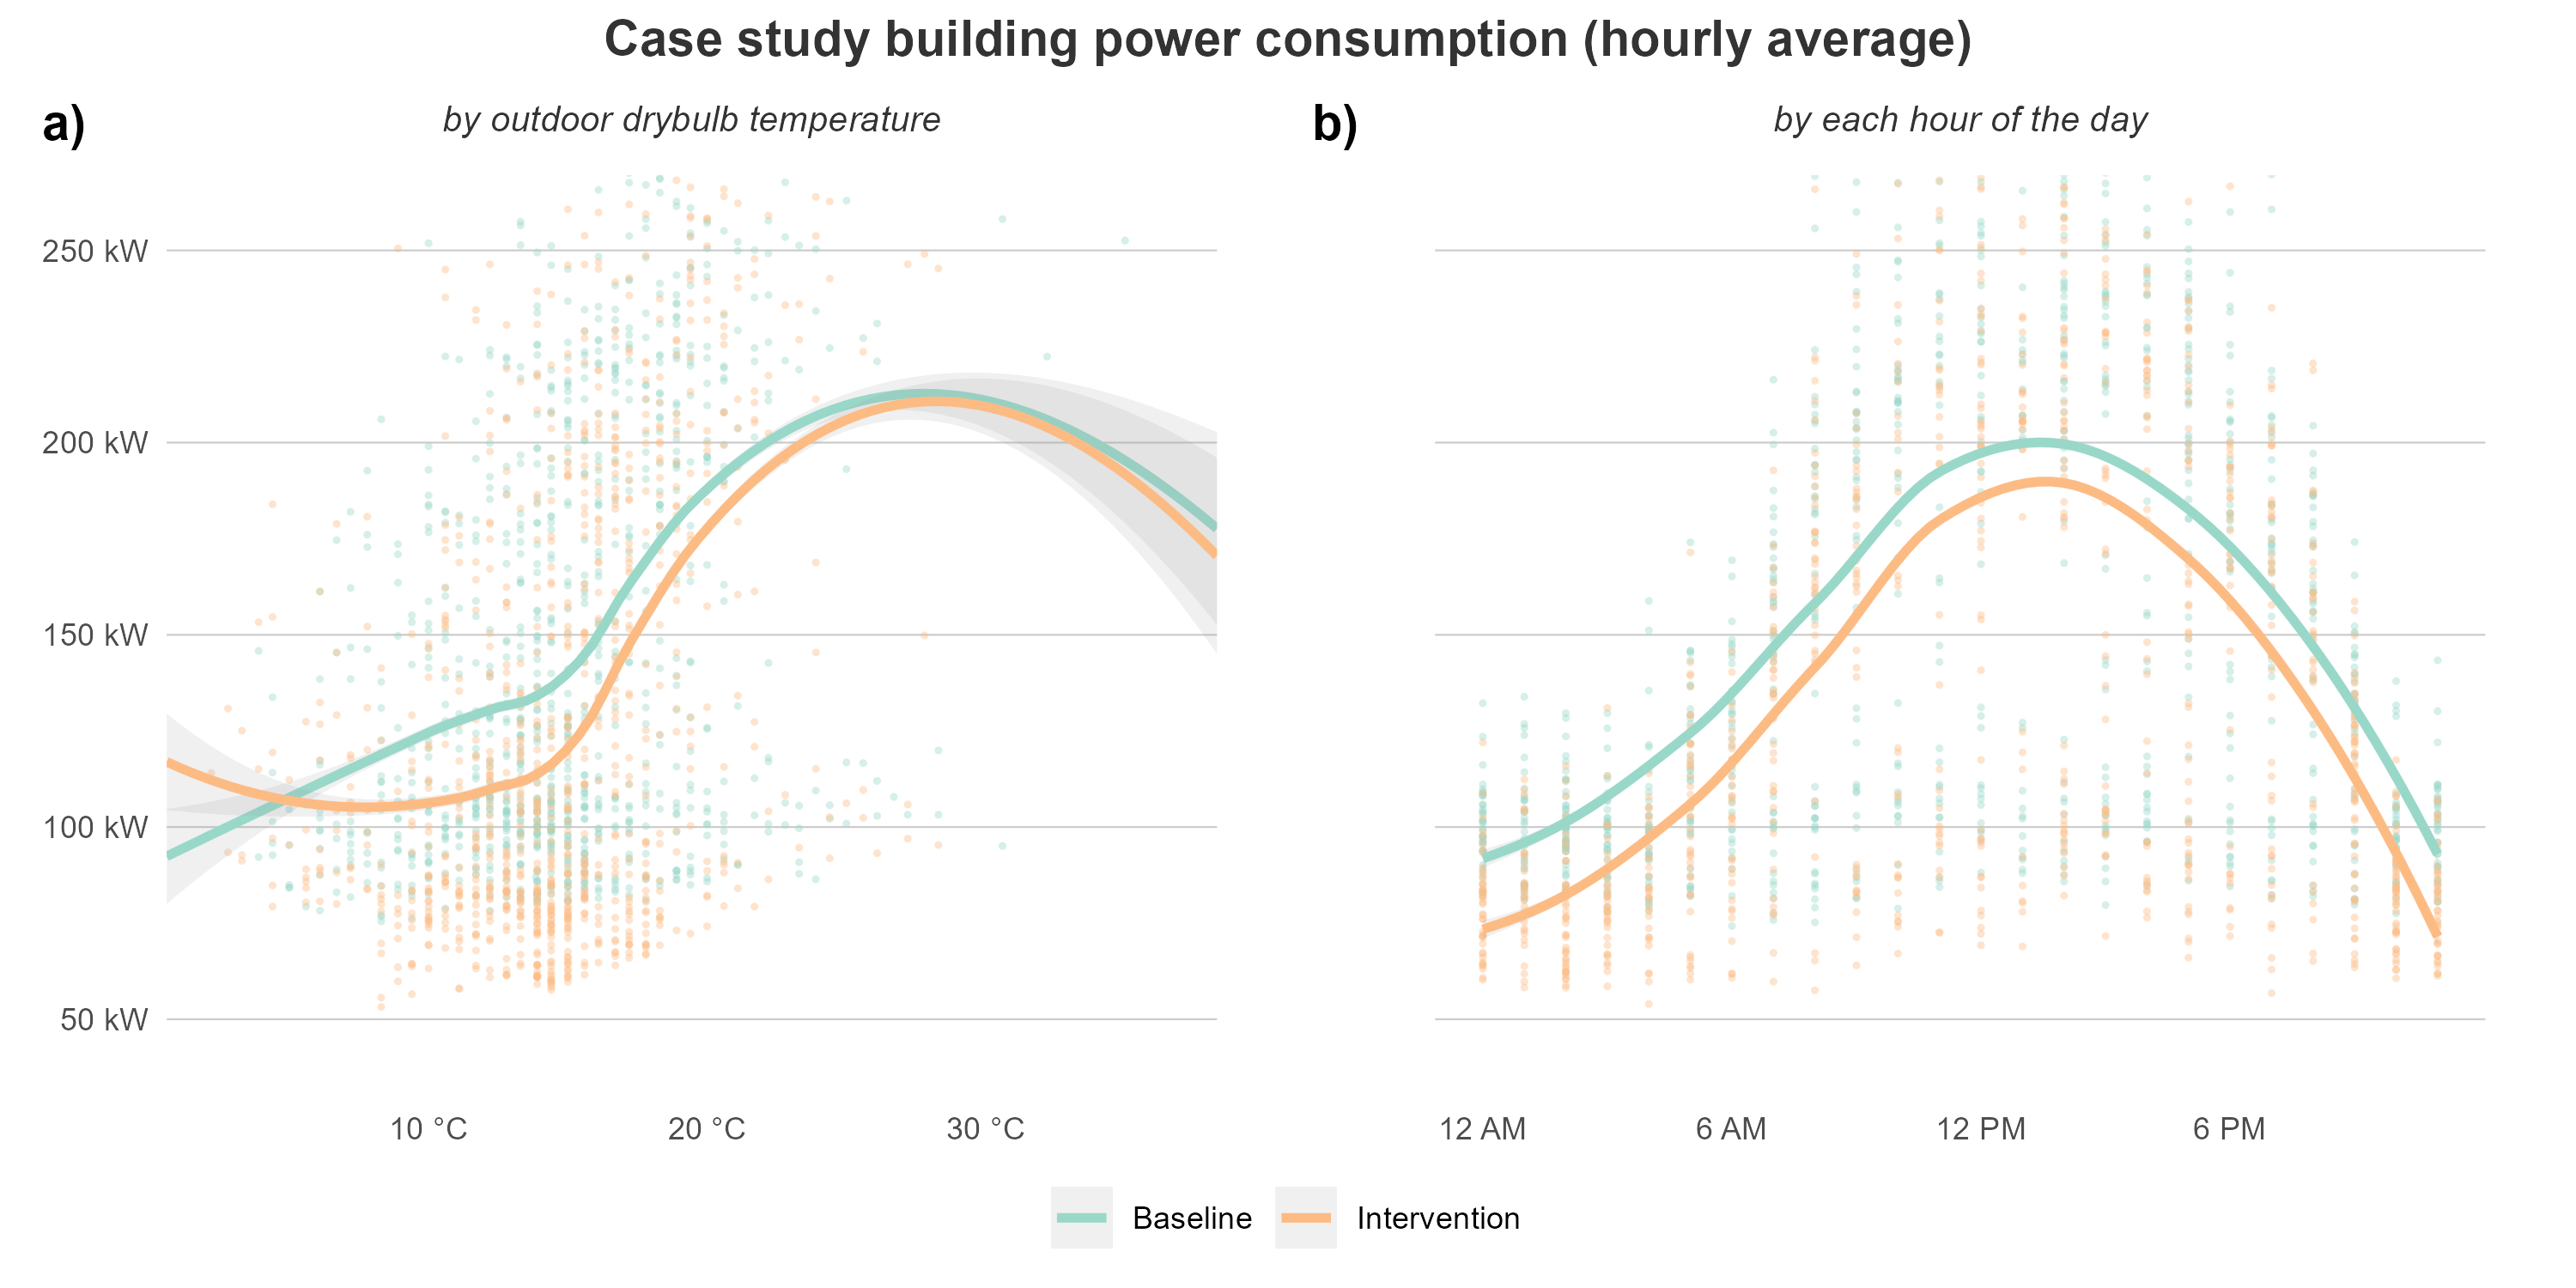 Case study building power consumption (hourly average)
a)
by outdoor drybulb temperature
250 kW
200 kW
150 kW
100 kW
50 kW
10 °C 20 °C 30 °C
b)
by each hour of the day
12 AM 6 AM 12 PM 6 PM
Baseline Intervention